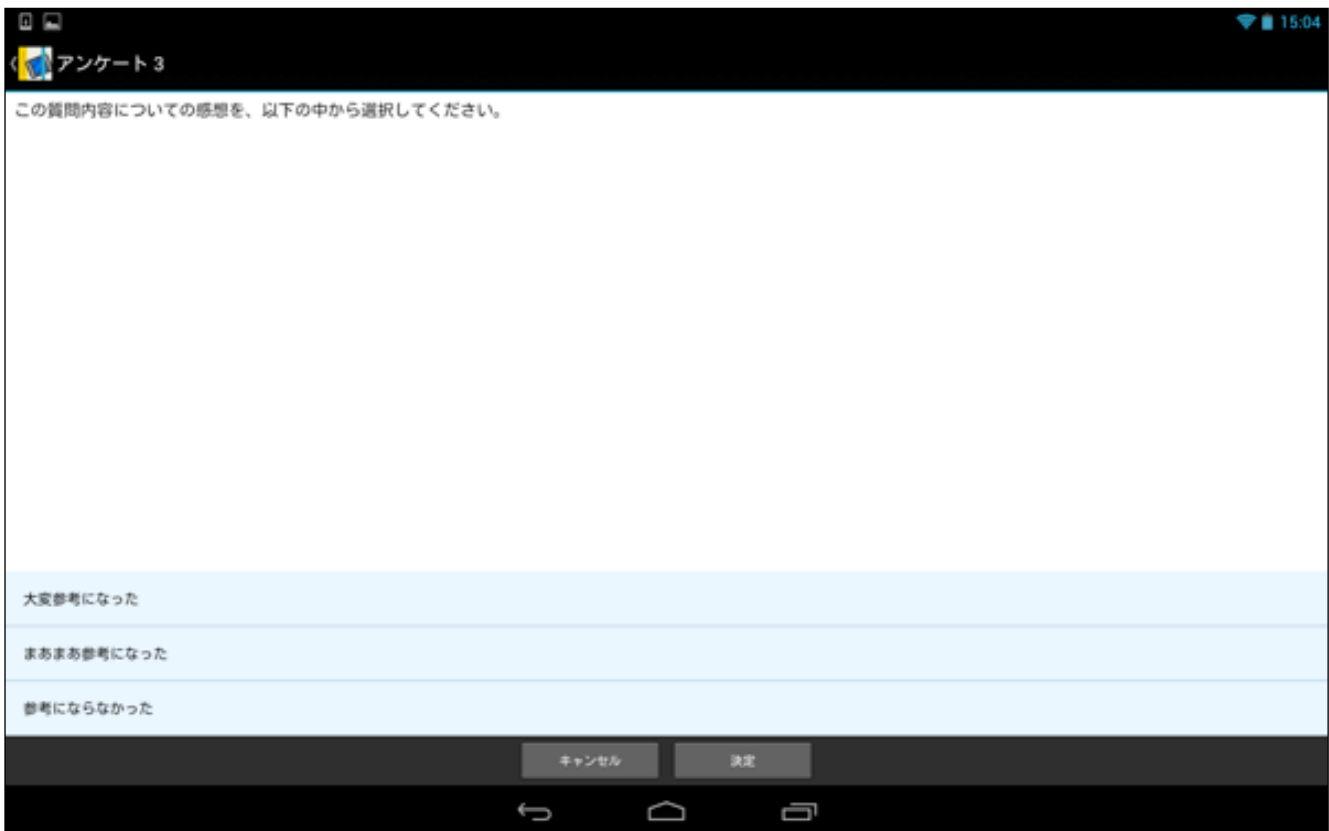 15:04
アンケート 3
この質問内容についての感想を、以下の中から選択してください。
大変参考になった
まあまあ参考になった
参考にならなかった
キャンセル
決定